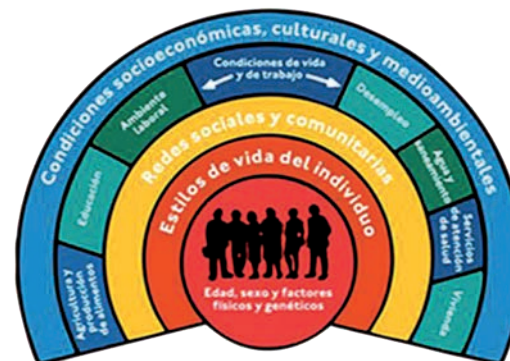 Condiciones socioeconómicas, culturales y medioambientales
Condiciones de vida
y de trabajo
Ambiente
laboral
Desempleo
Educación
Agua y
saneamiento
Agricultura y
producción
de alimentos
Servicios
de atención
de salud
Vivienda
Redes sociales y comunitarias
Estilos de vida del individuo
Edad, sexo y factores
físicos y genéticos